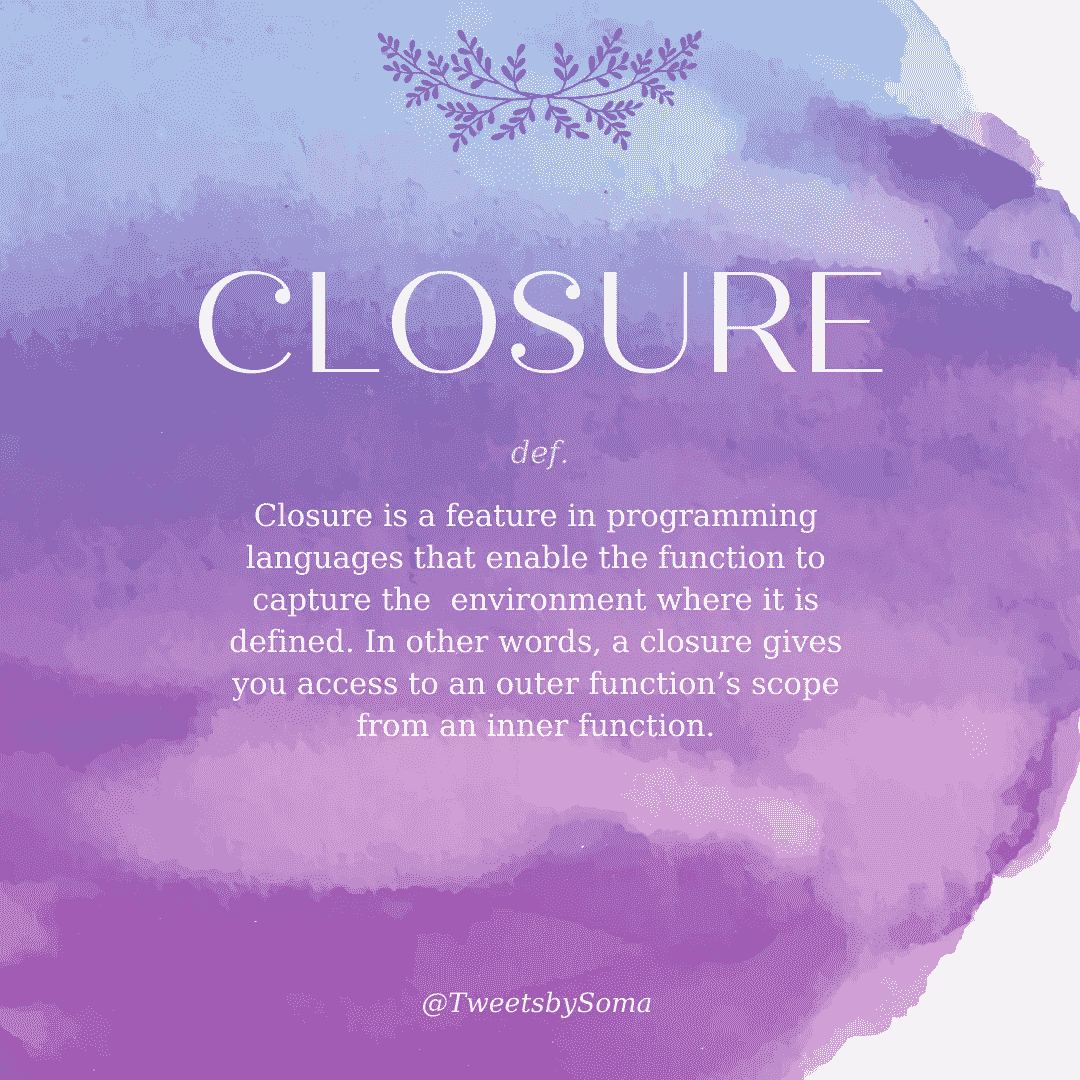 CLOSURE
def.
Closure is a feature in programming
languages that enable the function to
capture the  environment where it is
defined. In other words, a closure gives
you access to an outer function’s scope
from an inner function.
@TweetsbySoma